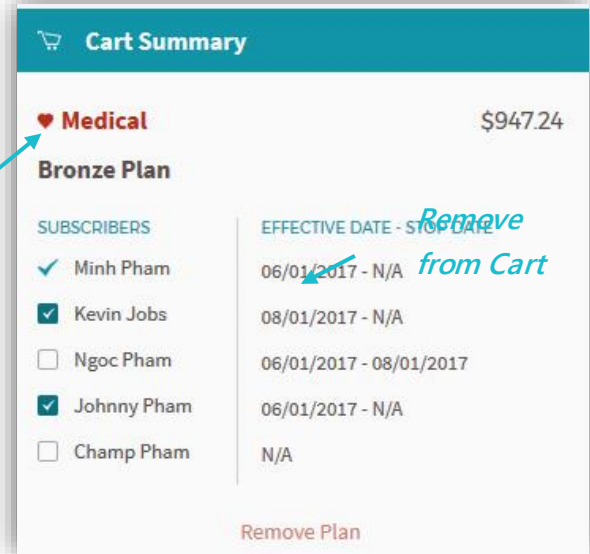 Cart Summary
Medical $947.24
Bronze Plan
SUBSCRIBERS EFFECTIVE DATE - STOP DATE
Remove
from Cart
Minh Pham 06/01/2017 - N/A
Kevin Jobs 08/01/2017 - N/A
Ngoc Pham 06/01/2017 - 08/01/2017
Johnny Pham 06/01/2017 - N/A
Champ Pham N/A
Remove Plan